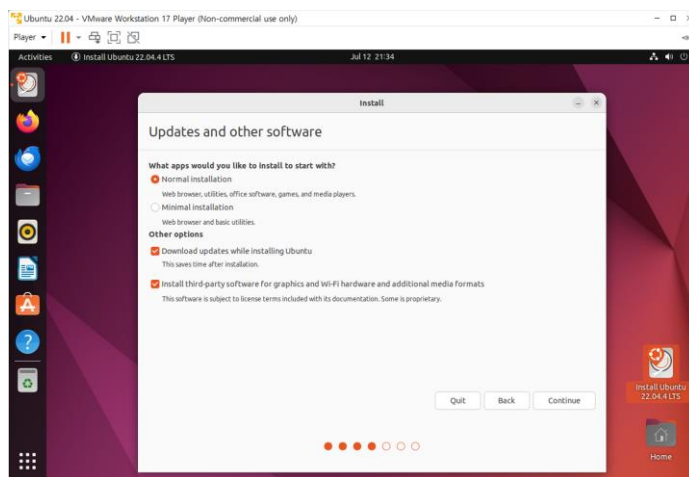 Ubuntu 22.04 - VMware Workstation 17 Player (Non-commercial use only)
Player
Activities
Install Ubuntu 22.04.4 LTS
Jul 12 21:34
Install
Updates and other software
What apps would you like to install to start with?
Normal installation
Web browser, utilities, office software, games, and media players.
Minimal installation
Web browser and basic utilities.
Other options
Download updates while installing Ubuntu
This saves time after installation.
Install third-party software for graphics and Wi-Fi hardware and additional media formats
This software is subject to license terms included with its documentation. Some is proprietary.
Quit
Back
Continue
Install Ubuntu
22.04.4 LTS
Home